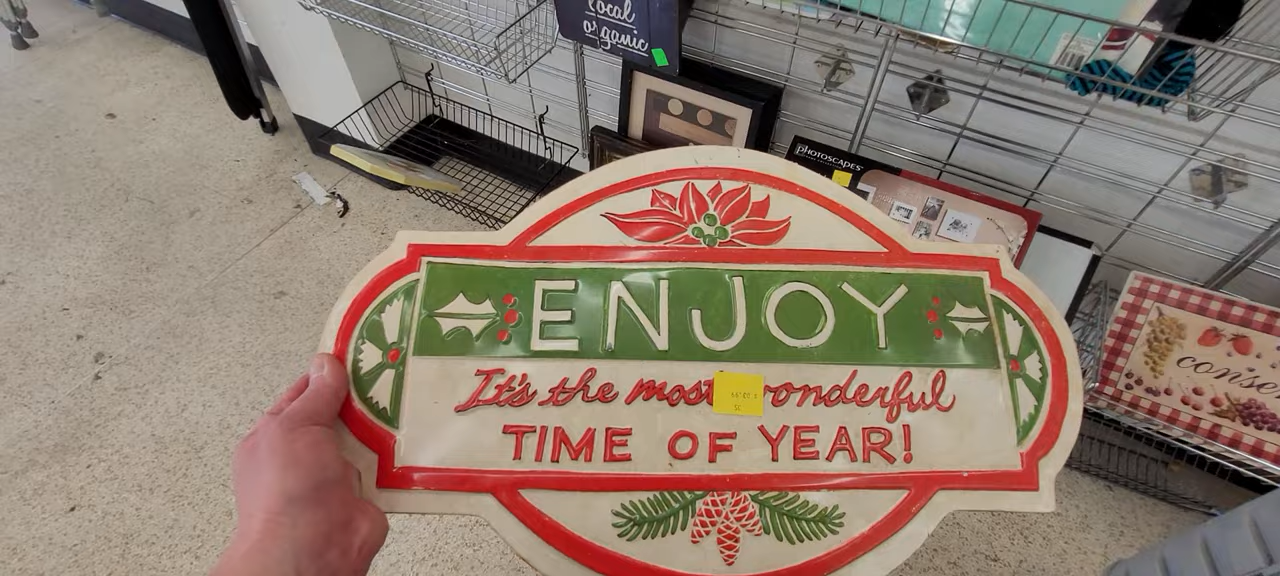 local
organic
PHOTOSCAPES
ENJOY
It's the most wonderful
TIME OF YEAR!
conse